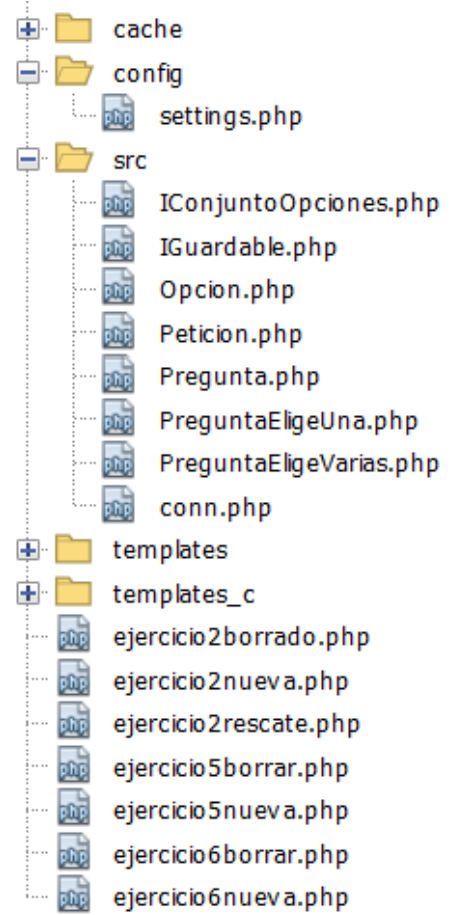 cache
config
settings.php
src
IConjuntoOpciones.php
IGuardable.php
Opcion.php
Peticion.php
Pregunta.php
PreguntaEligeUna.php
PreguntaEligeVarias.php
conn.php
templates
templates_c
ejercicio2borrado.php
ejercicio2nueva.php
ejercicio2rescate.php
ejercicio5borrar.php
ejercicio5nueva.php
ejercicio6borrar.php
ejercicio6nueva.php